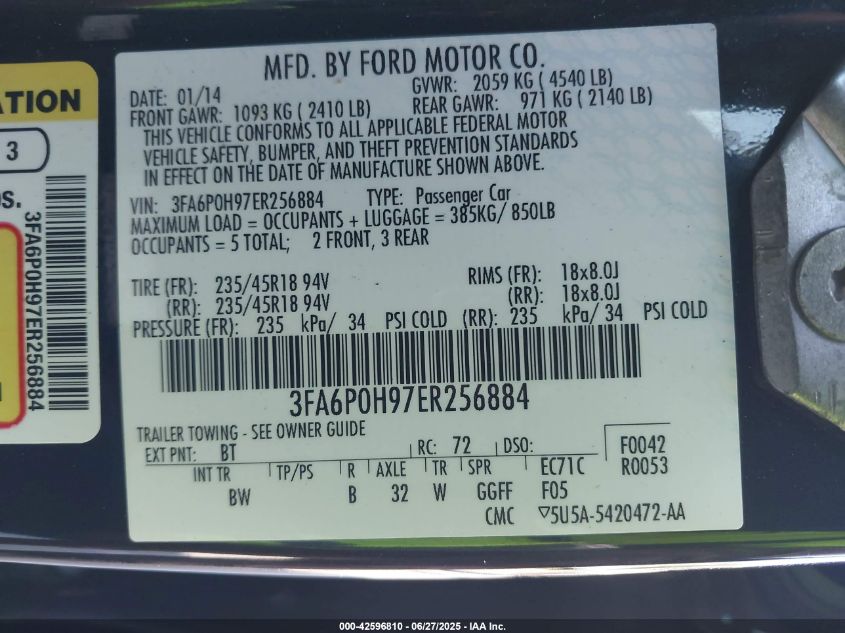 MFD. BY FORD MOTOR CO.
DATE: 01/14 GVWR: 2059 KG ( 4540 LB)
FRONT GAWR: 1093 KG ( 2410 LB) REAR GAWR: 971 KG ( 2140 LB)
THIS VEHICLE CONFORMS TO ALL APPLICABLE FEDERAL MOTOR
VEHICLE SAFETY, BUMPER, AND THEFT PREVENTION STANDARDS
IN EFFECT ON THE DATE OF MANUFACTURE SHOWN ABOVE.
VIN: 3FA6P0H97ER256884 TYPE: Passenger Car
MAXIMUM LOAD = OCCUPANTS + LUGGAGE = 385KG/ 850LB
OCCUPANTS = 5 TOTAL; 2 FRONT, 3 REAR
TIRE (FR): 235/45R18 94V RIMS (FR): 18x8.0J
(RR): 235/45R18 94V (RR): 18x8.0J
PRESSURE (FR): 235 kPa/ 34 PSI COLD (RR): 235 kPa/ 34 PSI COLD
3FA6P0H97ER256884
TRAILER TOWING - SEE OWNER GUIDE
EXT PNT: BT RC: 72 DSO: F0042
INT TR TP/PS R AXLE TR SPR EC71C R0053
BW B 32 W GGFF F05
CMC ▽5U5A-5420472-AA
ATION
3
OS.
3FA6P0H97ER256884
000-42596810 - 06/27/2025 - IAA Inc.